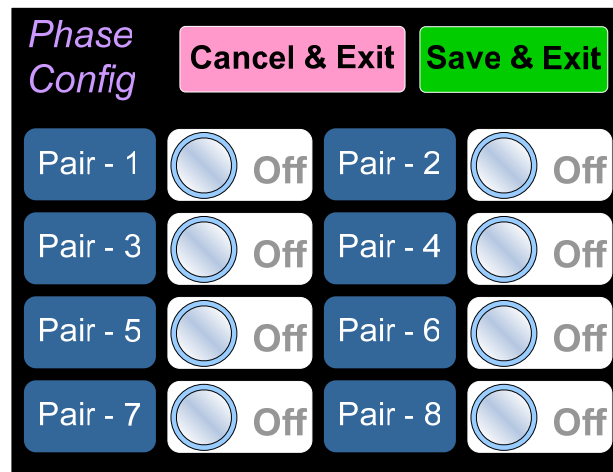 Phase
Config
Cancel & Exit
Save & Exit
Pair - 1
Off
Pair - 2
Off
Pair - 3
Off
Pair - 4
Off
Pair - 5
Off
Pair - 6
Off
Pair - 7
Off
Pair - 8
Off